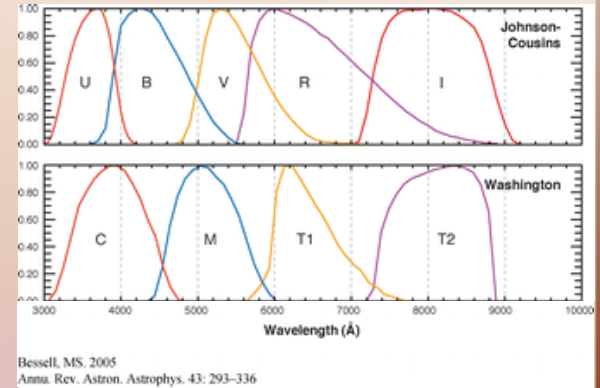 1.00
0.80
0.60
0.40
0.20
0.00
U B V R I
Johnson-
Cousins
1.00
0.80
0.60
0.40
0.20
0.00
C M T1 T2
Washington
3000 4000 5000 6000 7000 8000 9000 10000
Wavelength (Å)
Bessell, MS. 2005
Annu. Rev. Astron. Astrophys. 43: 293–336